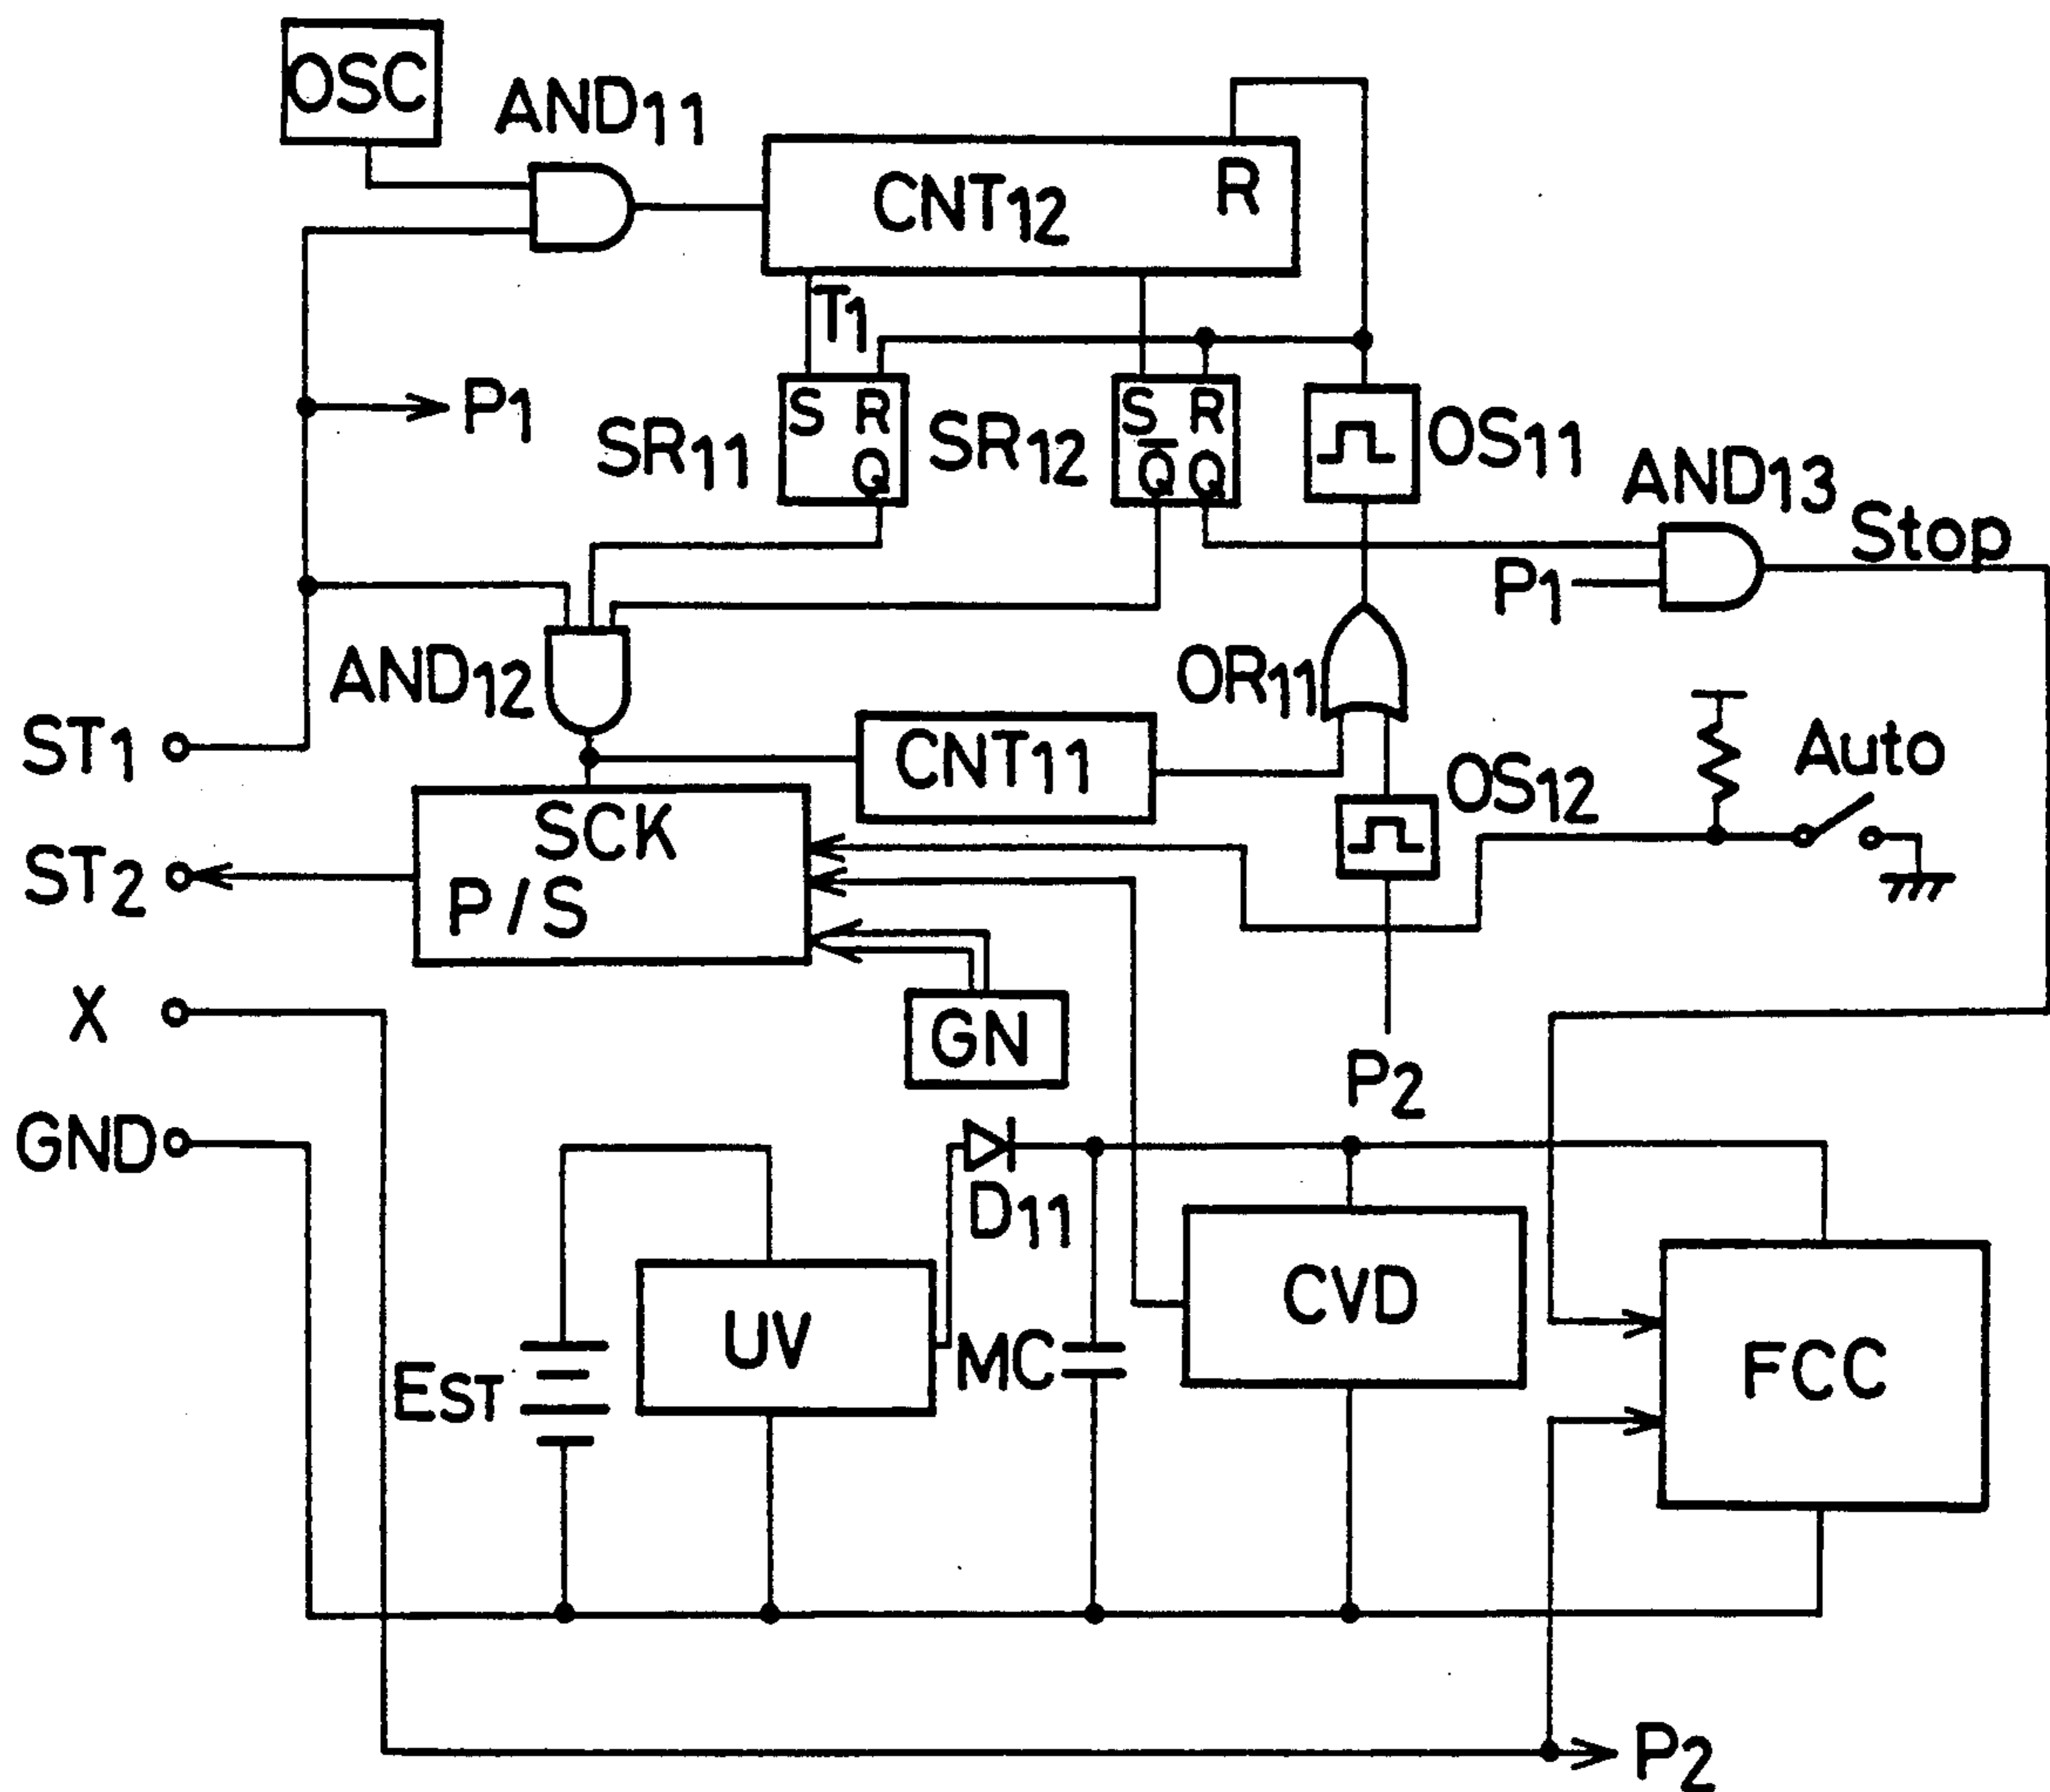 OSC
AND11
CNT12
R
T1
P1
SR11
S R
Q
SR12
S R
Q̅ Q
OS11
AND13
Stop
P1
AND12
OR11
ST1
CNT11
OS12
Auto
SCK
P/S
ST2
X
GN
P2
GND
D11
UV
CVD
EST
MC
FCC
P2